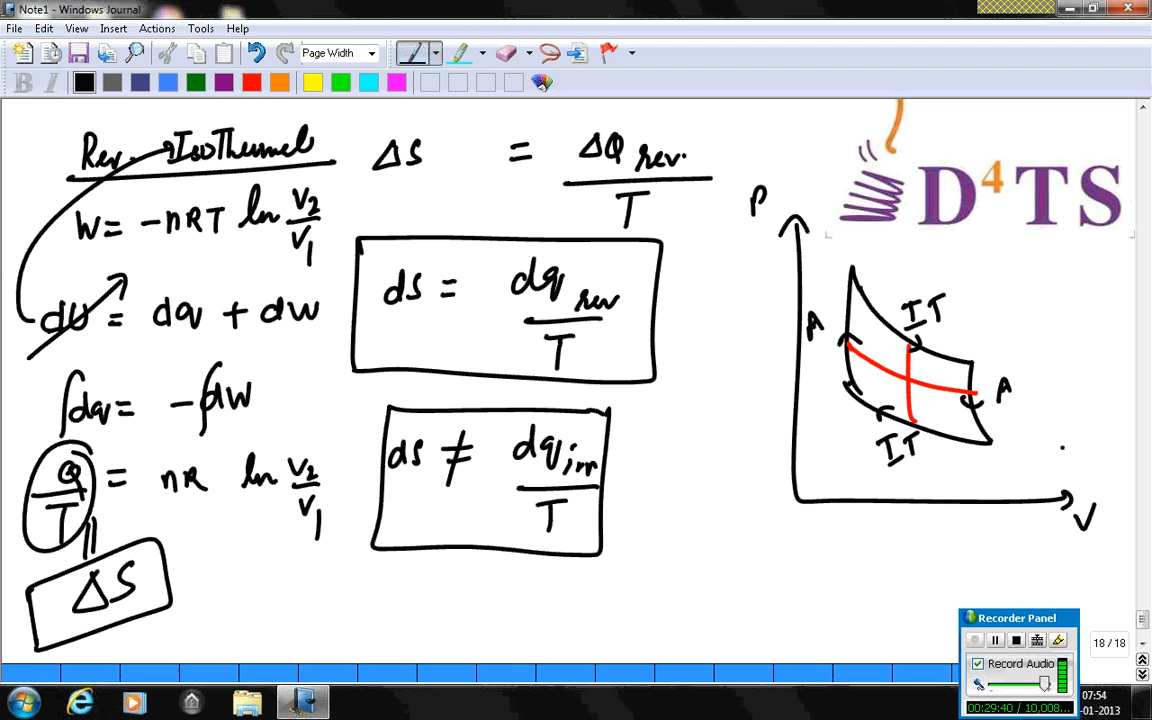 Note1 - Windows Journal
File Edit View Insert Actions Tools Help
Page Width
B I
Rev. IsoThermal
ΔS = ΔQ rev. / T
W = -nRT ln V2/V1
dS = dq rev / T
dU = dq + dW
∫dq = -∫dW
dS ≠ dq irr / T
Q/T = nR ln V2/V1
ΔS
D4TS
P
IT
A
A
IT
V
Recorder Panel
Record Audio
00:29:40 / 10,008...
18 / 18
07:54
-01-2013